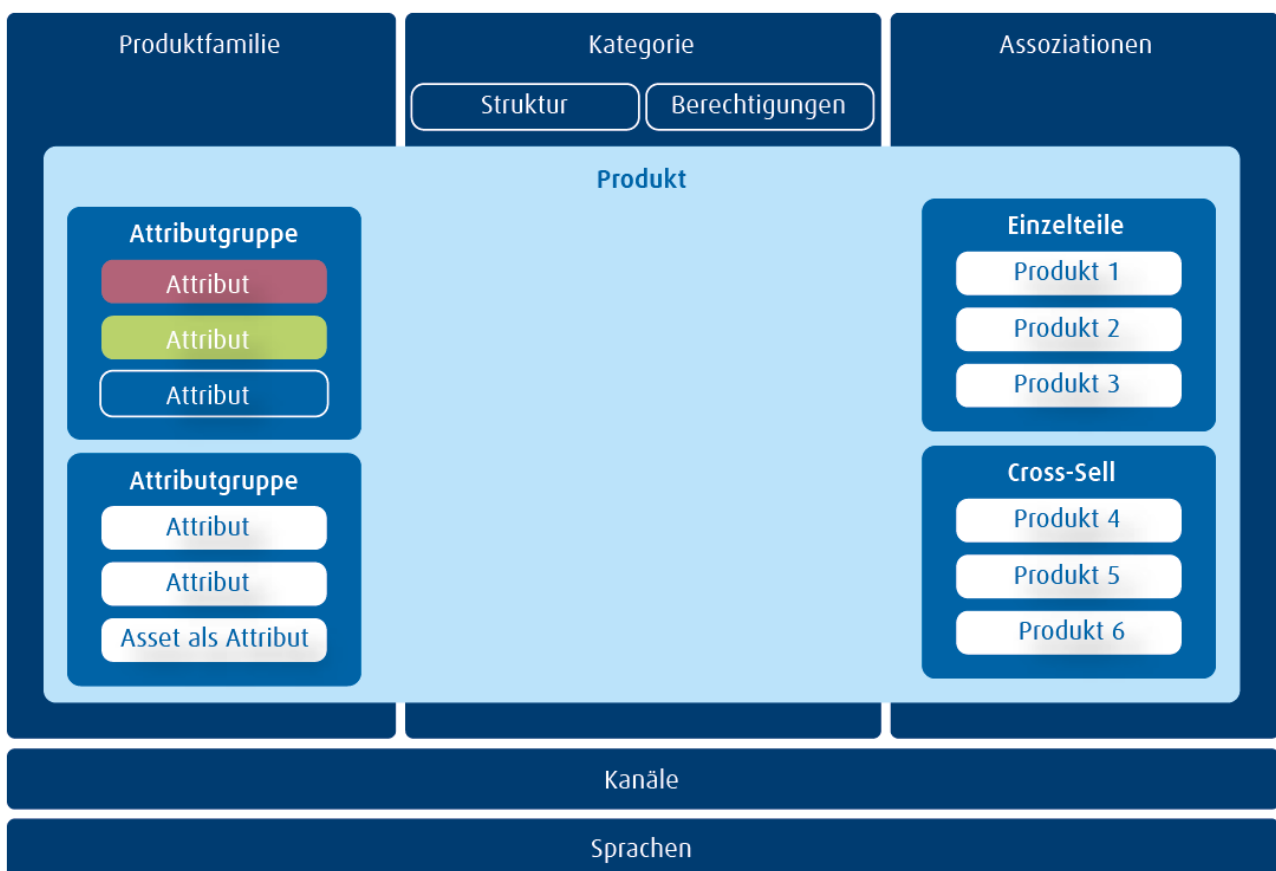 Produktfamilie
Kategorie
Assoziationen
Struktur
Berechtigungen
Produkt
Attributgruppe
Attribut
Attribut
Attribut
Attributgruppe
Attribut
Attribut
Asset als Attribut
Einzelteile
Produkt 1
Produkt 2
Produkt 3
Cross-Sell
Produkt 4
Produkt 5
Produkt 6
Kanäle
Sprachen